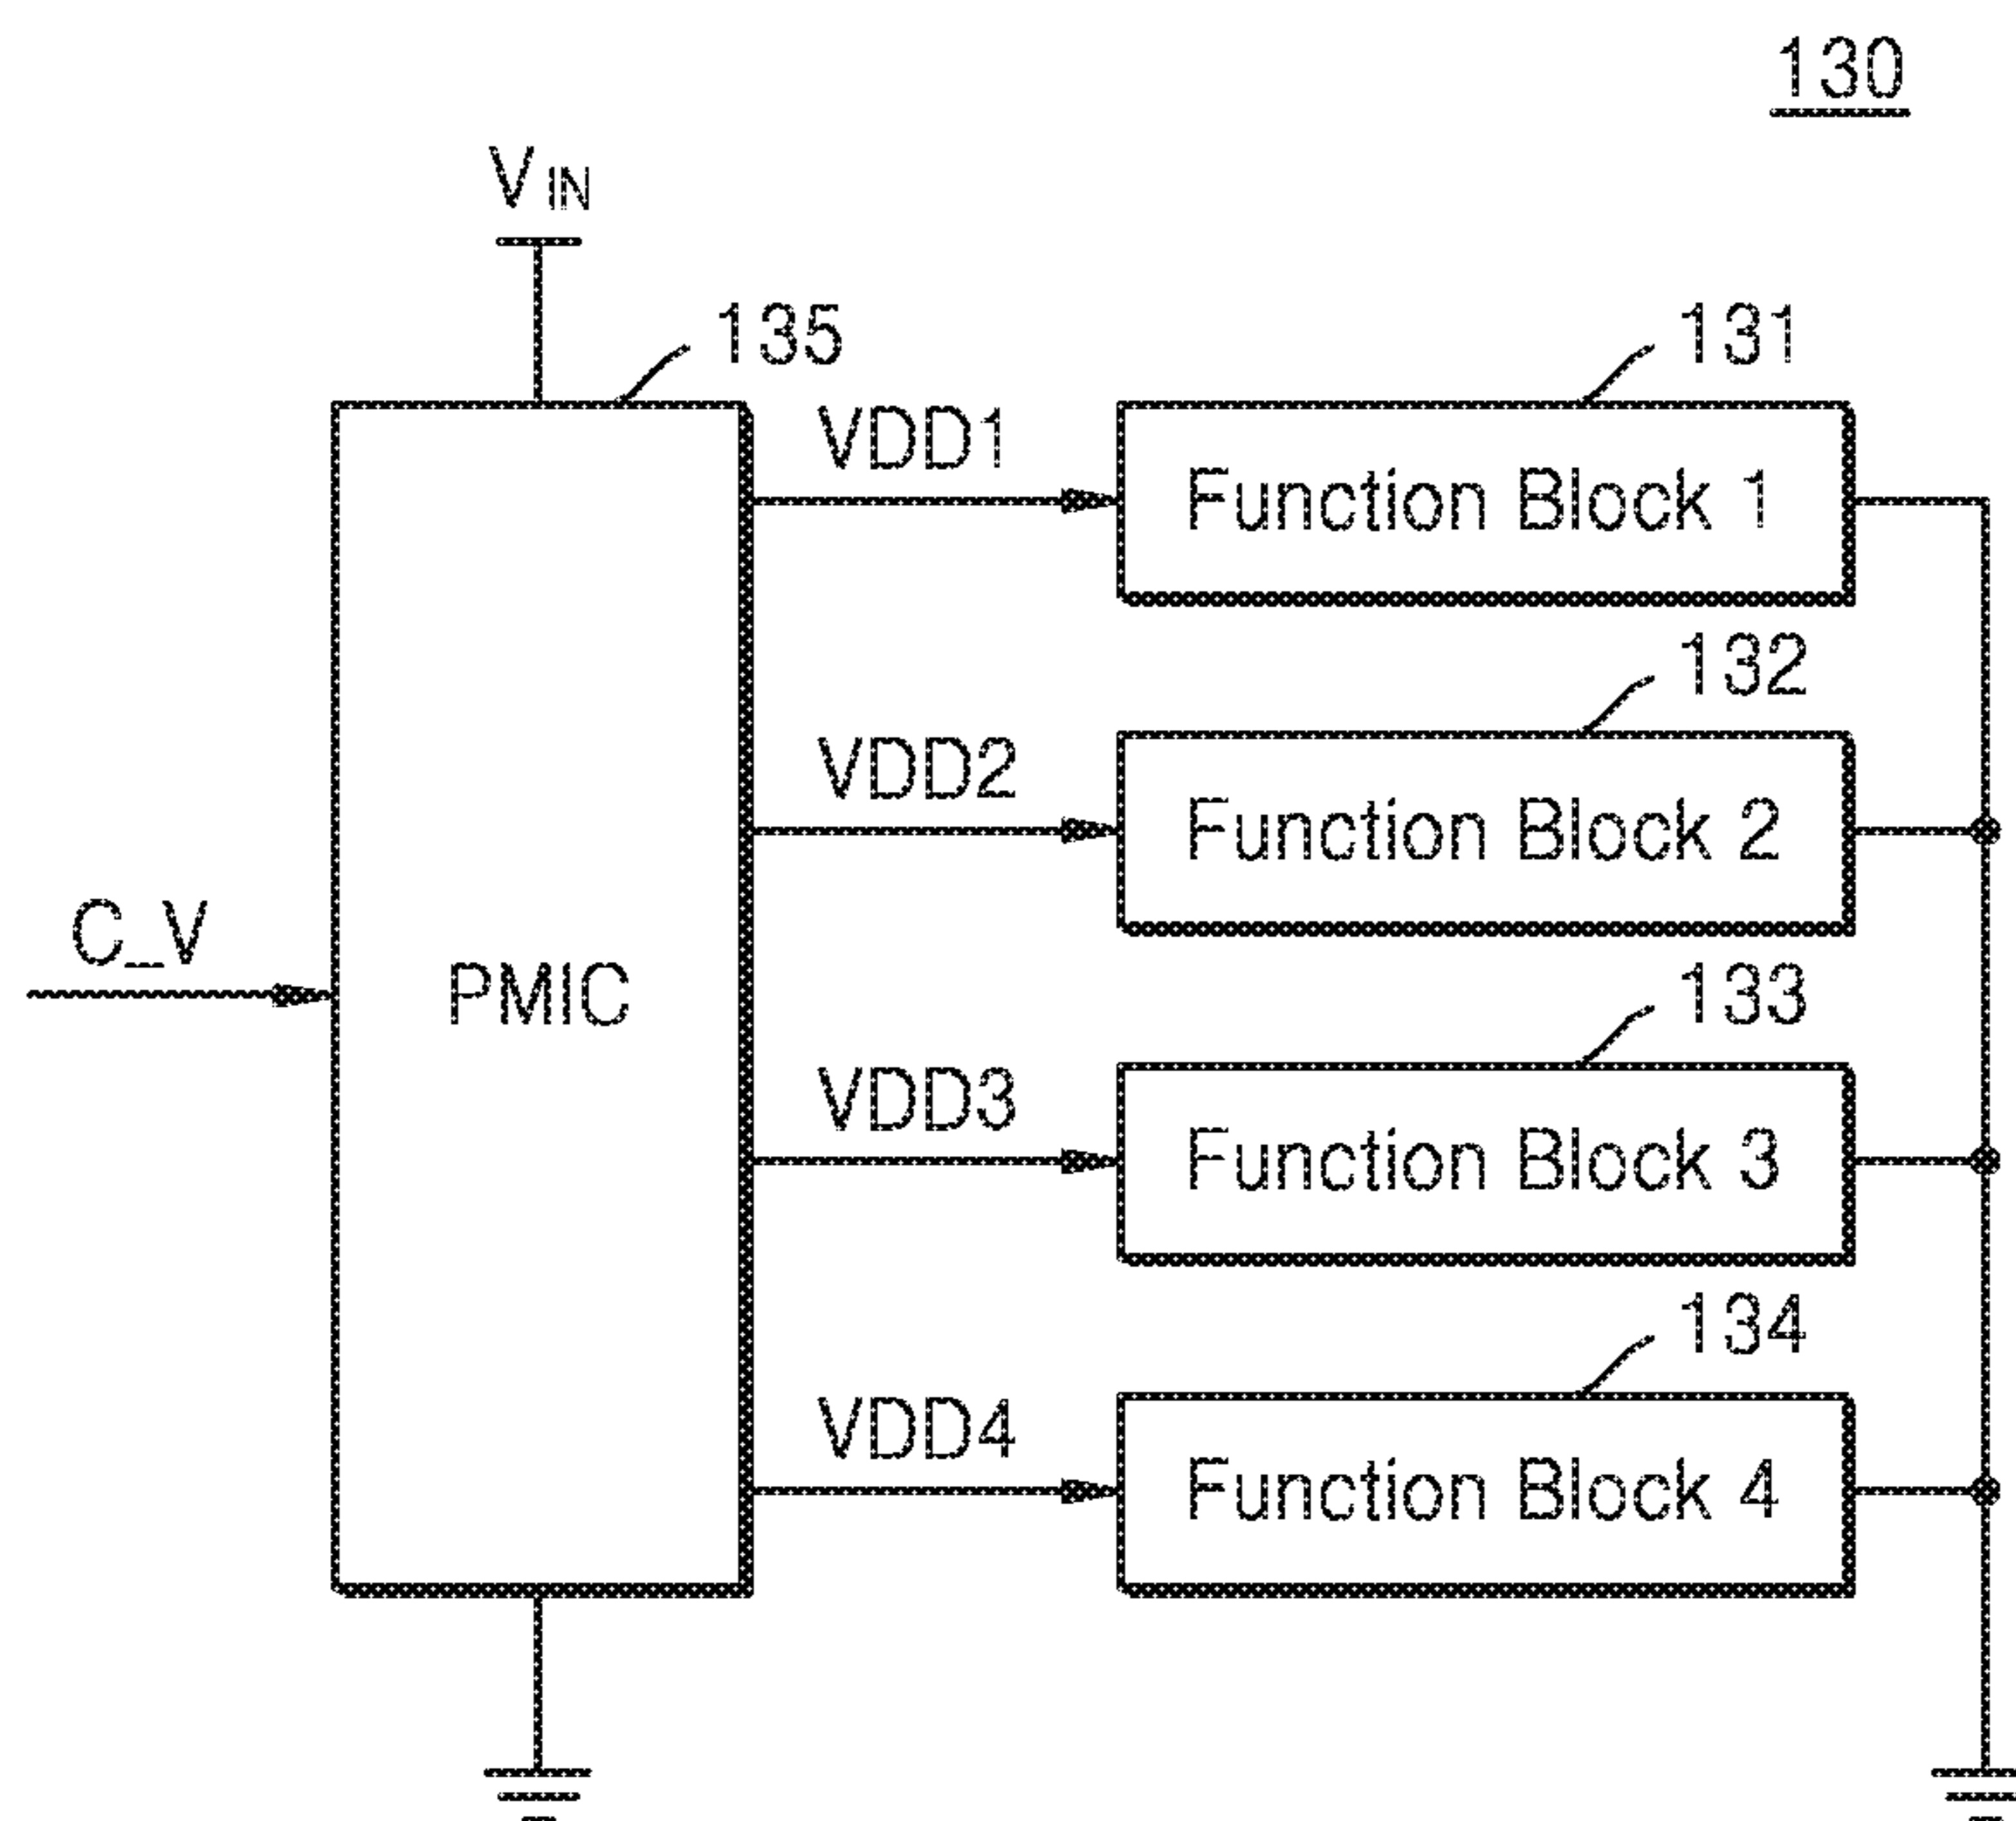 130
VIN
135
131
VDD1
Function Block 1
132
VDD2
Function Block 2
C_V
PMIC
133
VDD3
Function Block 3
134
VDD4
Function Block 4